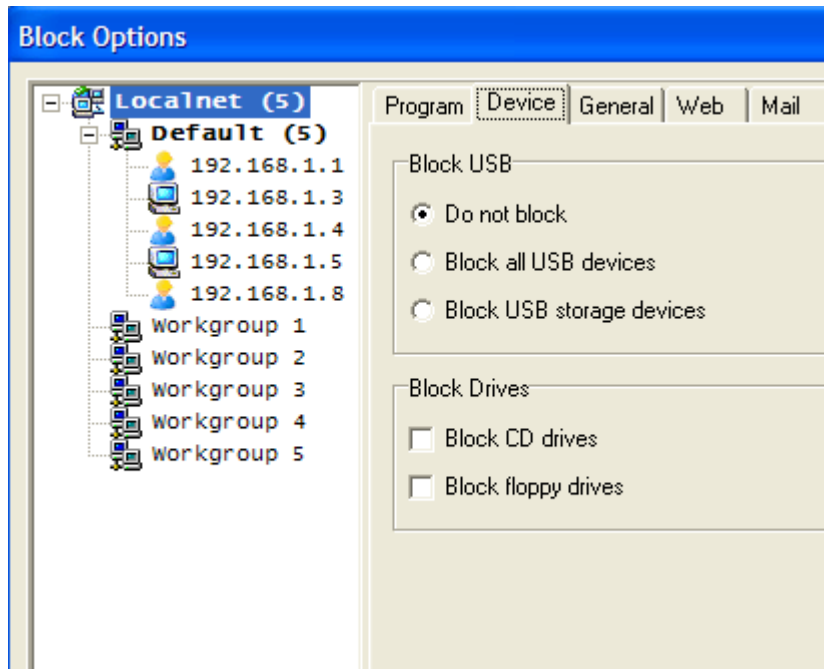 Block Options
Localnet (5)
Default (5)
192.168.1.1
192.168.1.3
192.168.1.4
192.168.1.5
192.168.1.8
Workgroup 1
Workgroup 2
Workgroup 3
Workgroup 4
Workgroup 5
Program Device General Web Mail
Block USB
Do not block
Block all USB devices
Block USB storage devices
Block Drives
Block CD drives
Block floppy drives